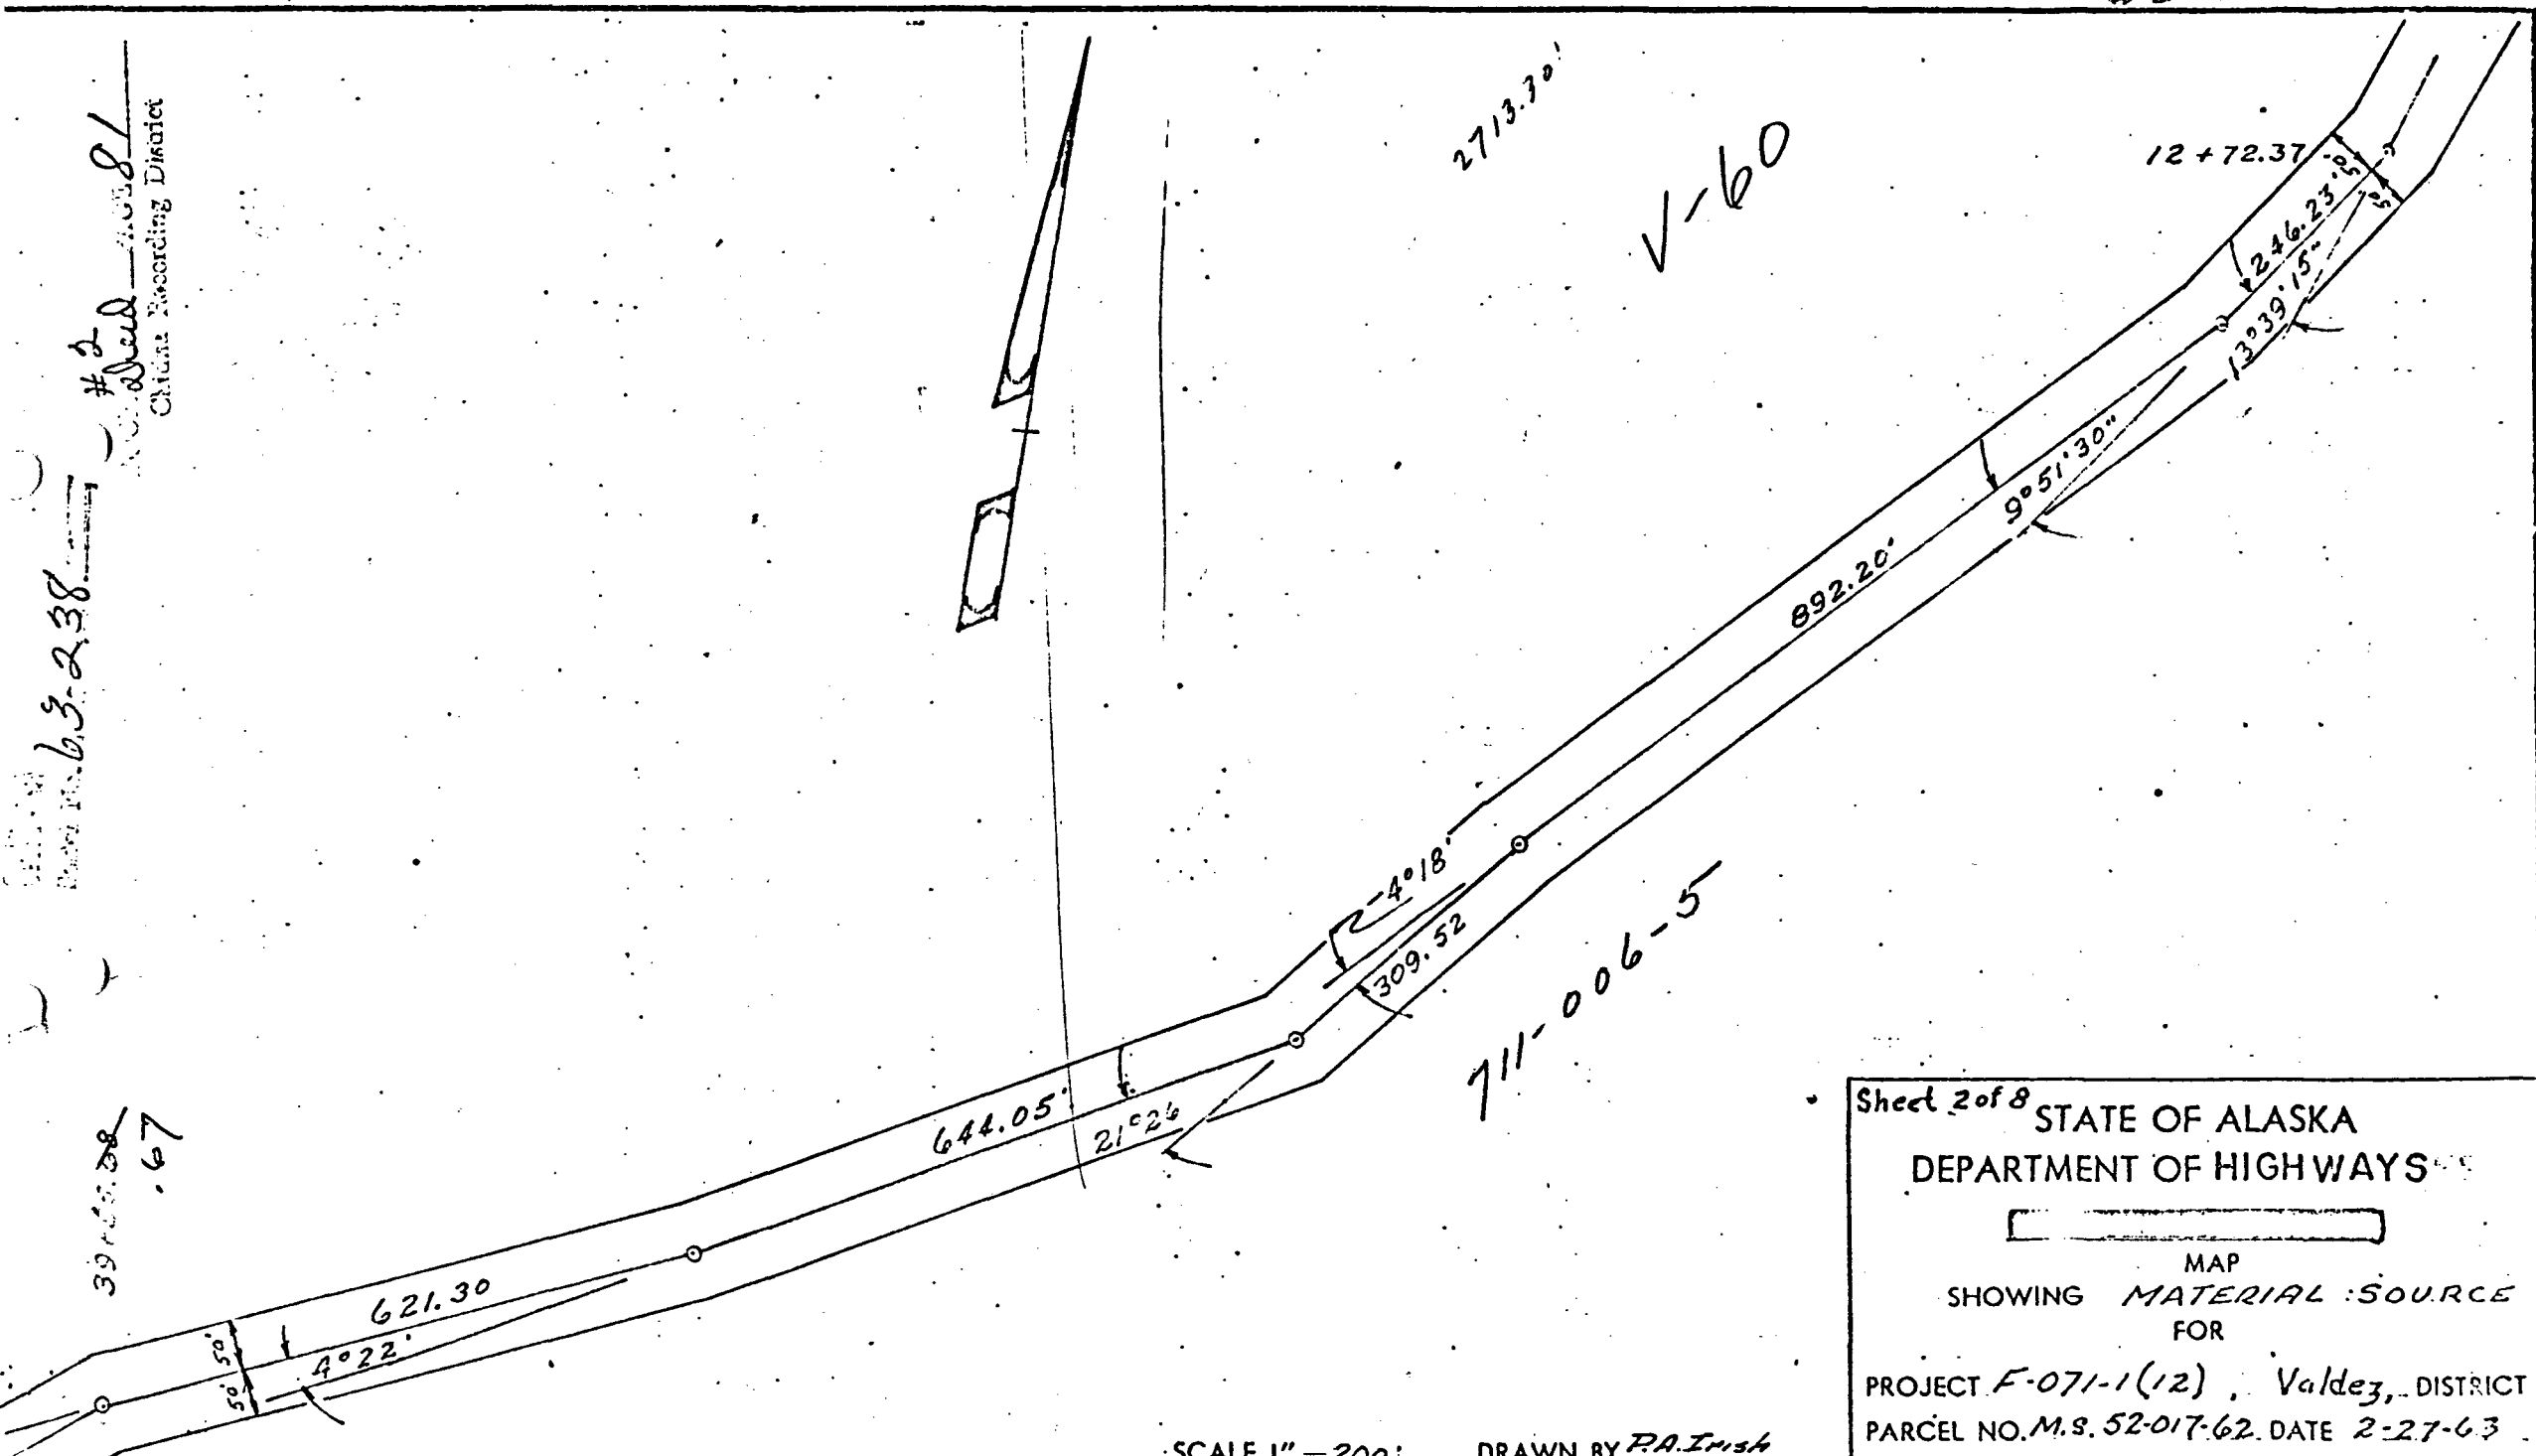 #2
Deed 81
Chitina Recording District
63-238
2713.30'
V-60
12 + 72.37
50'
50'
246.23'
13°39'15"
9°51'30"
892.20'
4°18'
309.52
711-006-5
644.05'
21°26
.67
621.30
4°22'
50'
50'
Sheet 2 of 8
STATE OF ALASKA
DEPARTMENT OF HIGHWAYS
MAP
SHOWING MATERIAL SOURCE
FOR
PROJECT F-071-1(12), Valdez, DISTRICT
PARCEL NO. M.S. 52-017-62 DATE 2-27-63
SCALE 1" = 200' DRAWN BY P.A. Irish